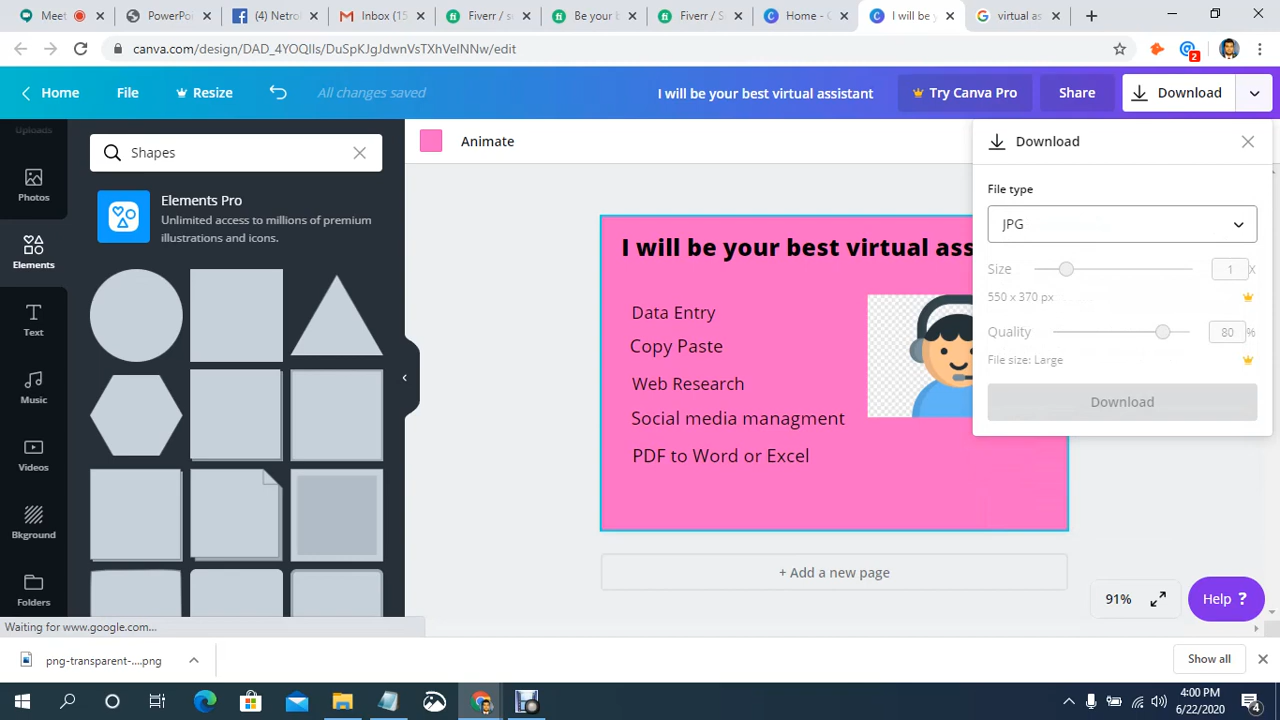 Meet
PowerPoi
(4) Netro
Inbox (15
Fiverr / s
Be your b
Fiverr / S
Home - C
I will be y
virtual as
canva.com/design/DAD_4YOQIls/DuSpKJgJdwnVsTXhVelNNw/edit
2
Home
File
Resize
All changes saved
I will be your best virtual assistant
Try Canva Pro
Share
Download
Uploads
Photos
Elements
Text
Music
Videos
Bkground
Folders
Shapes
Elements Pro
Unlimited access to millions of premium
illustrations and icons.
Animate
I will be your best virtual ass
Data Entry
Copy Paste
Web Research
Social media managment
PDF to Word or Excel
+ Add a new page
Download
File type
JPG
Size
1
X
550 x 370 px
Quality
80
%
File size: Large
Download
91%
Help ?
Waiting for www.google.com...
png-transparent-....png
Show all
4:00 PM
6/22/2020
4